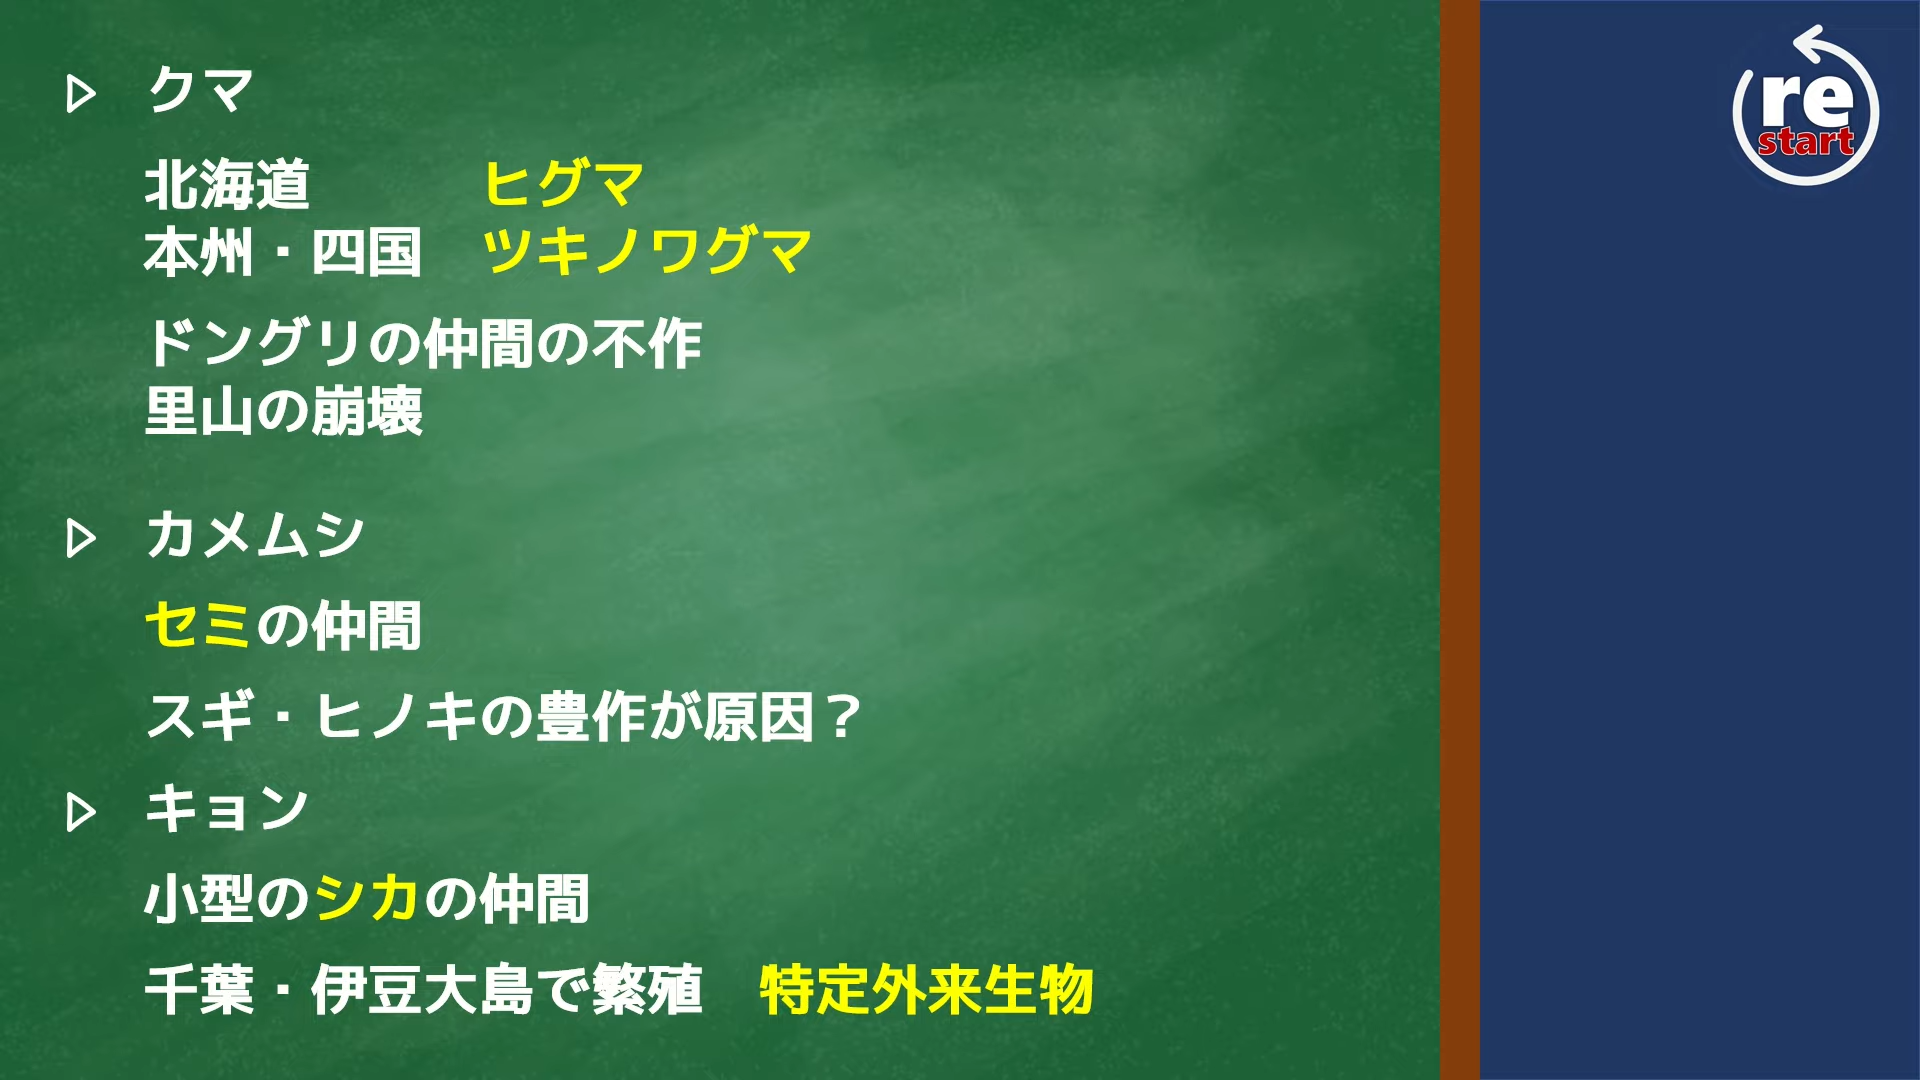 クマ
北海道　　　ヒグマ
本州・四国　ツキノワグマ
ドングリの仲間の不作
里山の崩壊
カメムシ
セミの仲間
スギ・ヒノキの豊作が原因？
キョン
小型のシカの仲間
千葉・伊豆大島で繁殖　特定外来生物
re
start